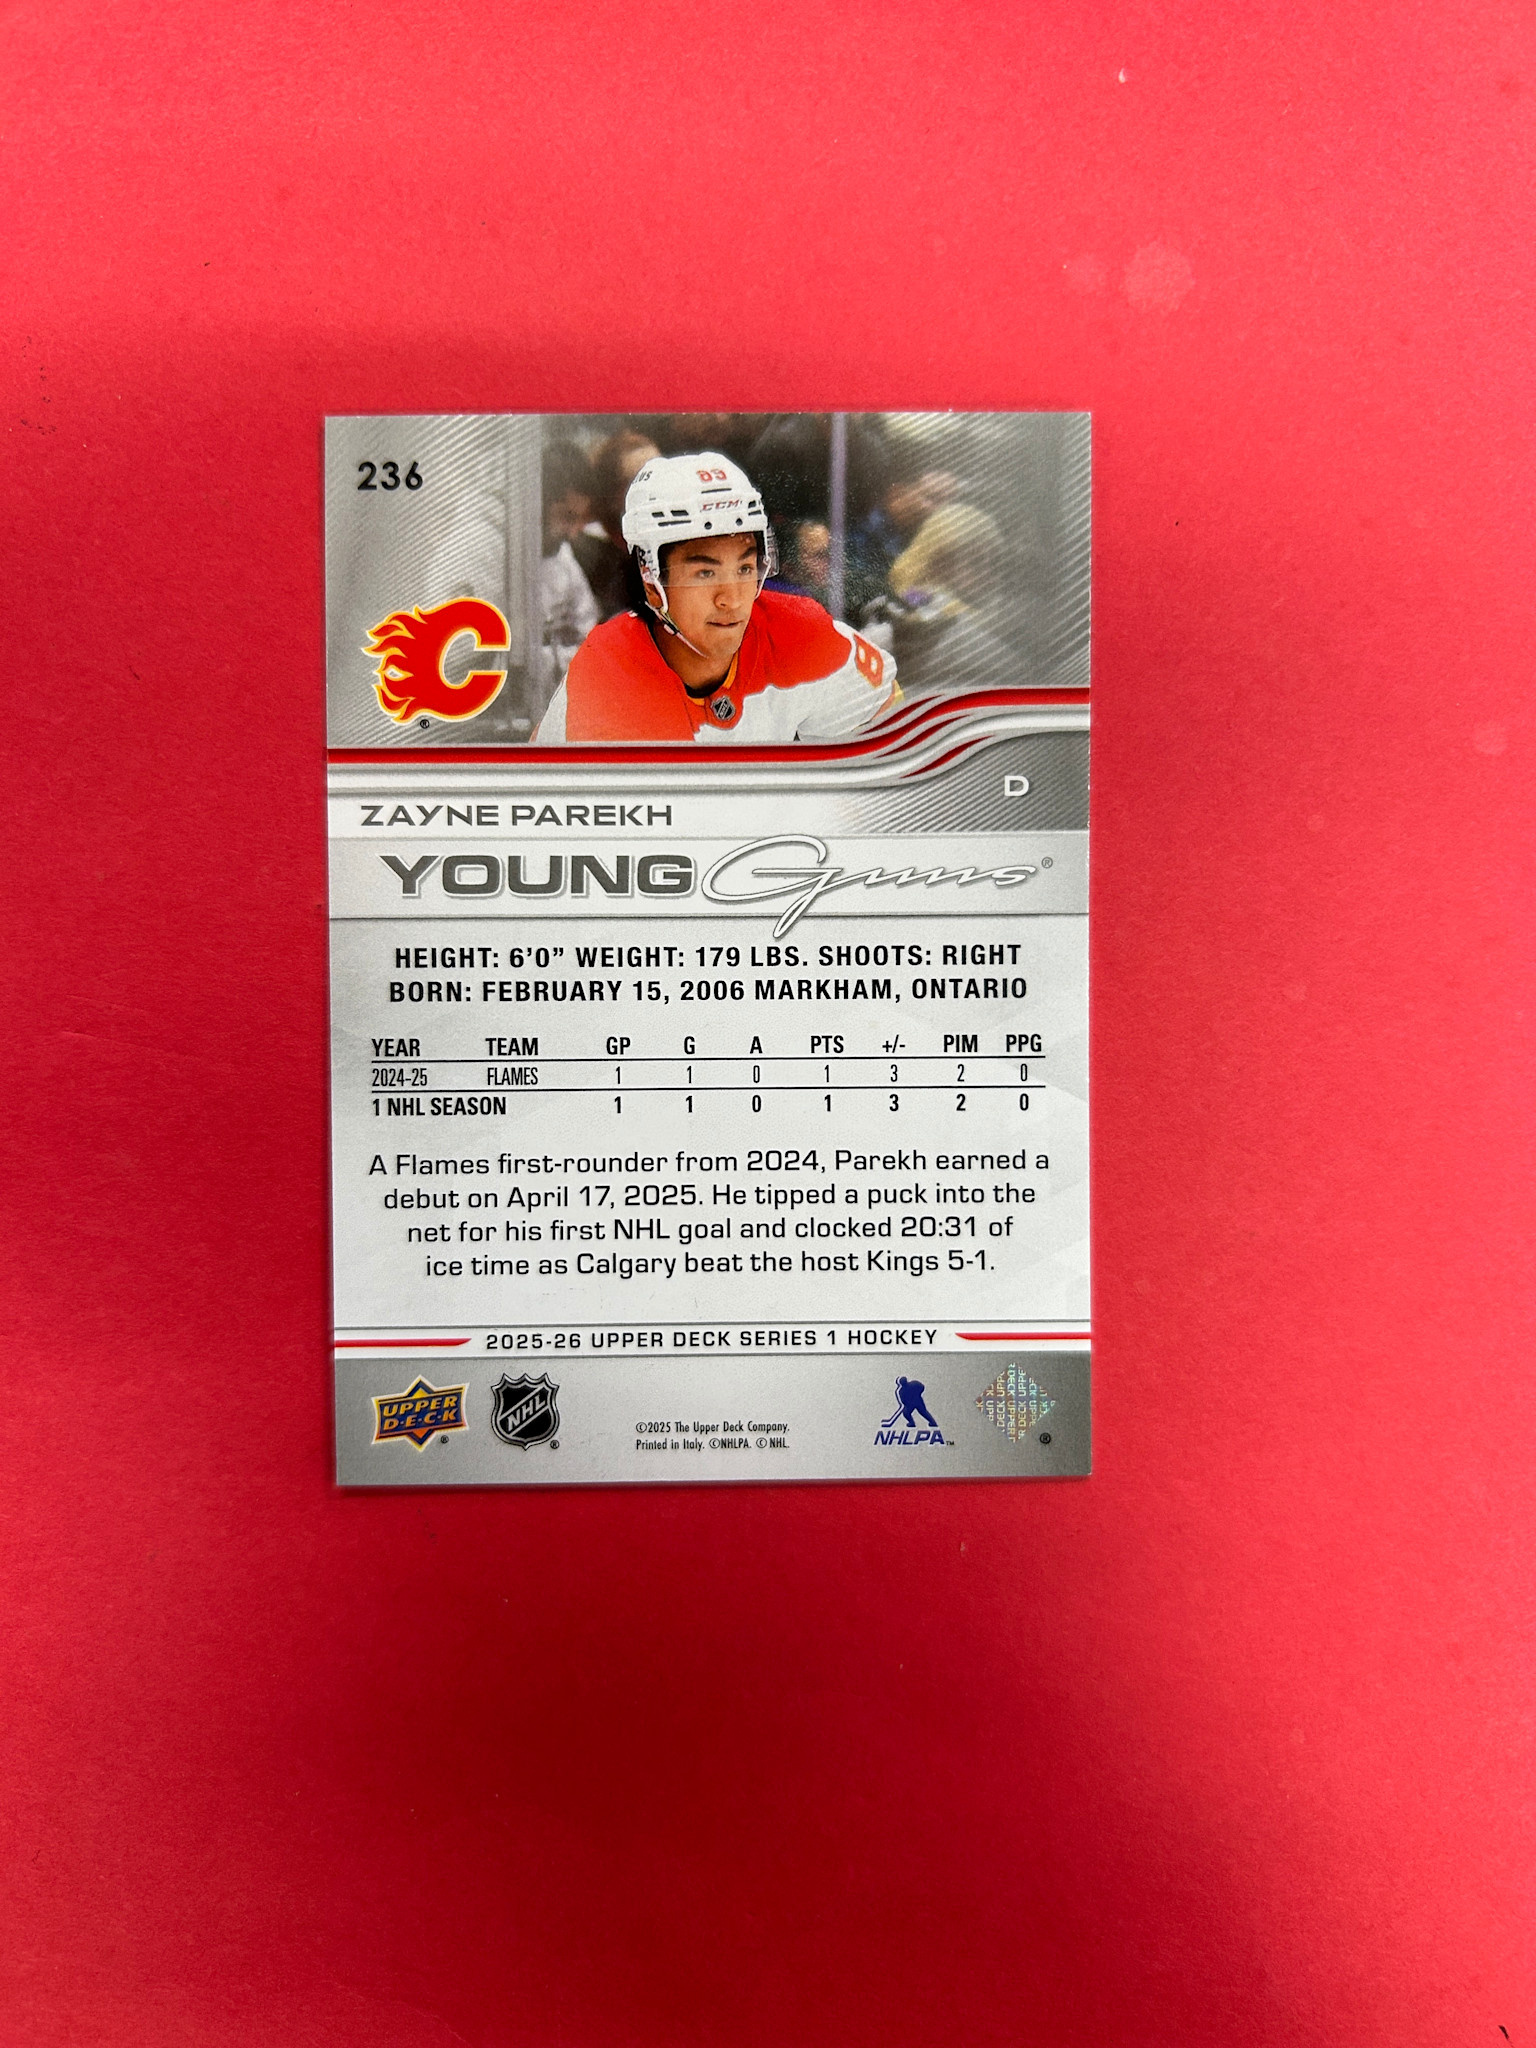 236
89
CCM
C
®
8
NHL
D
ZAYNE PAREKH
YOUNG Guns®
HEIGHT: 6'0" WEIGHT: 179 LBS. SHOOTS: RIGHT
BORN: FEBRUARY 15, 2006 MARKHAM, ONTARIO
YEAR TEAM GP G A PTS +/- PIM PPG
2024-25 FLAMES 1 1 0 1 3 2 0
1 NHL SEASON 1 1 0 1 3 2 0
A Flames first-rounder from 2024, Parekh earned a
debut on April 17, 2025. He tipped a puck into the
net for his first NHL goal and clocked 20:31 of
ice time as Calgary beat the host Kings 5-1.
2025-26 UPPER DECK SERIES 1 HOCKEY
UPPER
D·E·C·K
®
NHL
®
©2025 The Upper Deck Company.
Printed in Italy. ©NHLPA. ©NHL.
NHLPA™
®